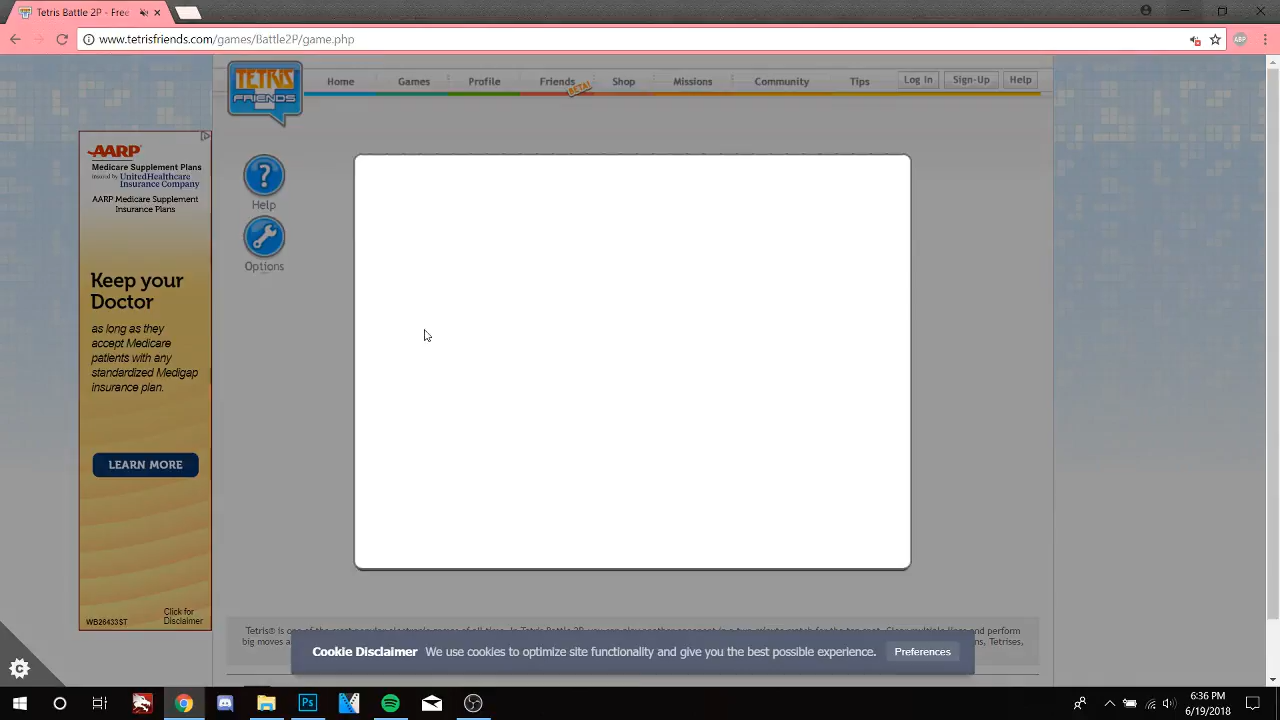 Tetris Battle 2P - Free
www.tetrisfriends.com/games/Battle2P/game.php
ABP
TETRIS
FRIENDS
Home
Games
Profile
Friends
BETA!
Shop
Missions
Community
Tips
Log In
Sign-Up
Help
AARP
Medicare Supplement Plans
insured by UnitedHealthcare
Insurance Company
AARP Medicare Supplement
Insurance Plans
Keep your
Doctor
as long as they
accept Medicare
patients with any
standardized Medigap
insurance plan.
LEARN MORE
WB26433ST
Click for
Disclaimer
Help
Options
Cookie Disclaimer We use cookies to optimize site functionality and give you the best possible experience.
Preferences
Ps
6:36 PM
6/19/2018